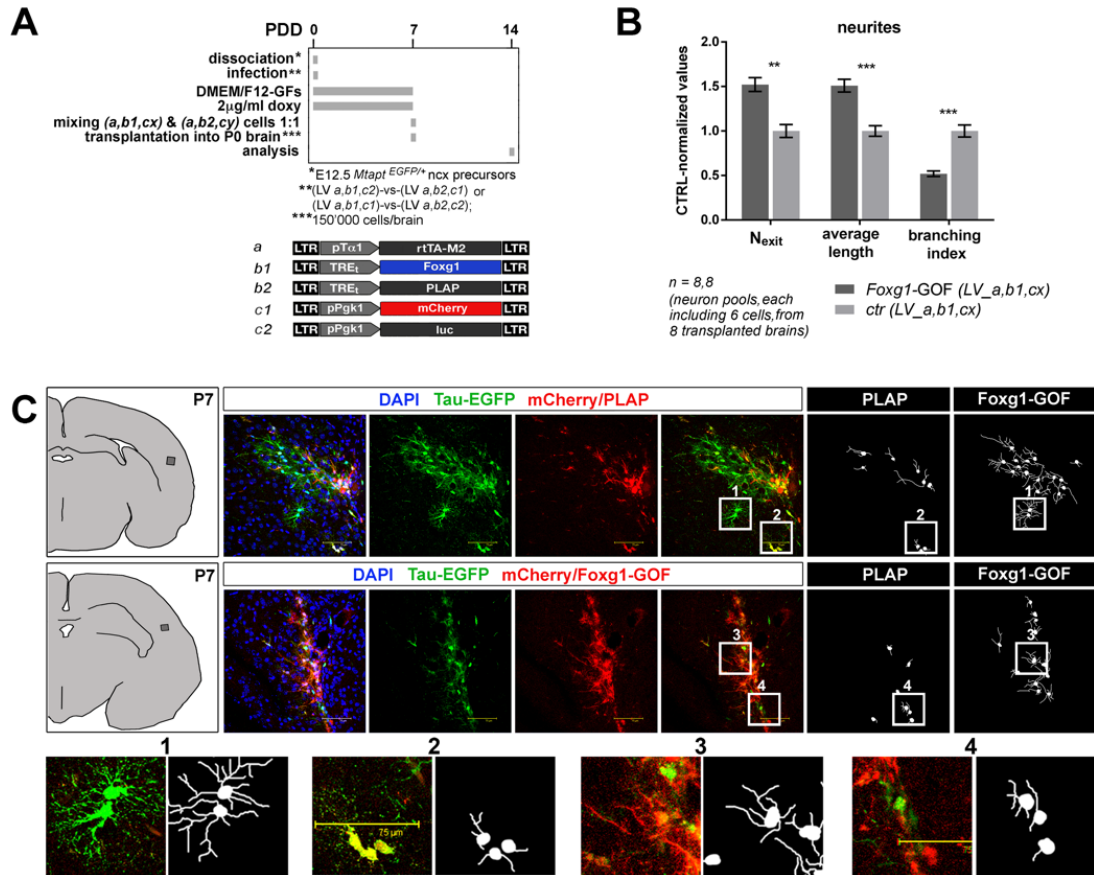 A
PDD
0 7 14
dissociation*
infection**
DMEM/F12-GFs
2µg/ml doxy
mixing (a,b1,cx) & (a,b2,cy) cells 1:1
transplantation into P0 brain***
analysis
*E12.5 Mtapt EGFP/+ ncx precursors
**(LV a,b1,c2)-vs-(LV a,b2,c1) or
(LV a,b1,c1)-vs-(LV a,b2,c2);
***150'000 cells/brain
a LTR pTα1 rtTA-M2 LTR
b1 LTR TREt Foxg1 LTR
b2 LTR TREt PLAP LTR
c1 LTR pPgk1 mCherry LTR
c2 LTR pPgk1 luc LTR
B
neurites
CTRL-normalized values
2.0
1.5
1.0
0.5
0.0
** *** ***
Nexit average length branching index
n = 8,8
(neuron pools,each
including 6 cells,from
8 transplanted brains)
Foxg1-GOF (LV_a,b1,cx)
ctr (LV_a,b1,cx)
C
P7
DAPI Tau-EGFP mCherry/PLAP
PLAP
Foxg1-GOF
1
2
2
1
P7
DAPI Tau-EGFP mCherry/Foxg1-GOF
PLAP
Foxg1-GOF
3
4
4
3
1 2 3 4
75 µm